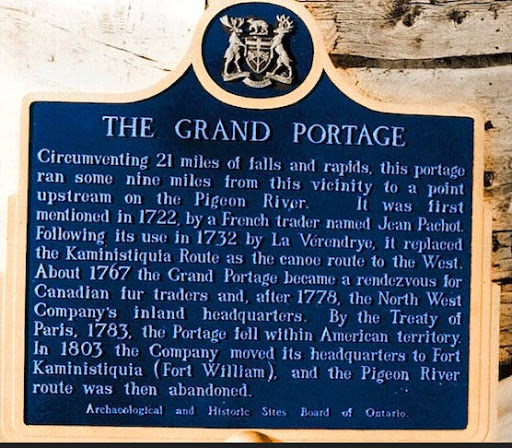 THE GRAND PORTAGE
Circumventing 21 miles of falls and rapids, this portage
ran some nine miles from this vicinity to a point
upstream on the Pigeon River. It was first
mentioned in 1722, by a French trader named Jean Pachot.
Following its use in 1732 by La Vérendrye, it replaced
the Kaministiquia Route as the canoe route to the West.
About 1767 the Grand Portage became a rendezvous for
Canadian fur traders and, after 1778, the North West
Company's inland headquarters. By the Treaty of
Paris, 1783, the Portage fell within American territory.
In 1803 the Company moved its headquarters to Fort
Kaministiquia (Fort William), and the Pigeon River
route was then abandoned.
Archaeological and Historic Sites Board of Ontario.